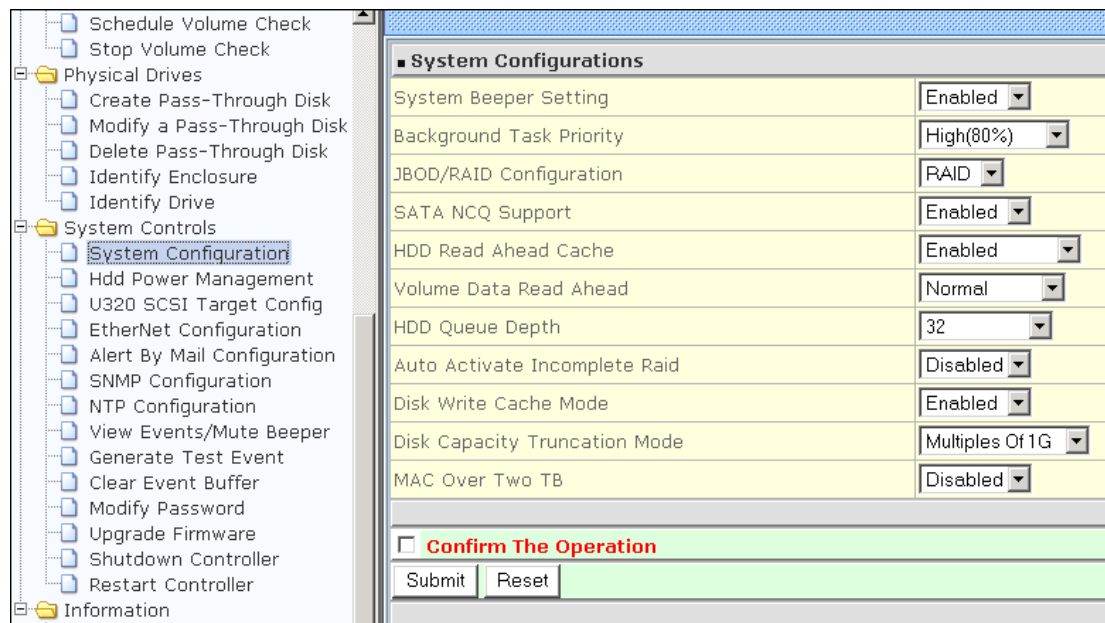 Schedule Volume Check
Stop Volume Check
Physical Drives
Create Pass-Through Disk
Modify a Pass-Through Disk
Delete Pass-Through Disk
Identify Enclosure
Identify Drive
System Controls
System Configuration
Hdd Power Management
U320 SCSI Target Config
EtherNet Configuration
Alert By Mail Configuration
SNMP Configuration
NTP Configuration
View Events/Mute Beeper
Generate Test Event
Clear Event Buffer
Modify Password
Upgrade Firmware
Shutdown Controller
Restart Controller
Information
System Configurations
System Beeper Setting Enabled
Background Task Priority High(80%)
JBOD/RAID Configuration RAID
SATA NCQ Support Enabled
HDD Read Ahead Cache Enabled
Volume Data Read Ahead Normal
HDD Queue Depth 32
Auto Activate Incomplete Raid Disabled
Disk Write Cache Mode Enabled
Disk Capacity Truncation Mode Multiples Of 1G
MAC Over Two TB Disabled
Confirm The Operation
Submit Reset